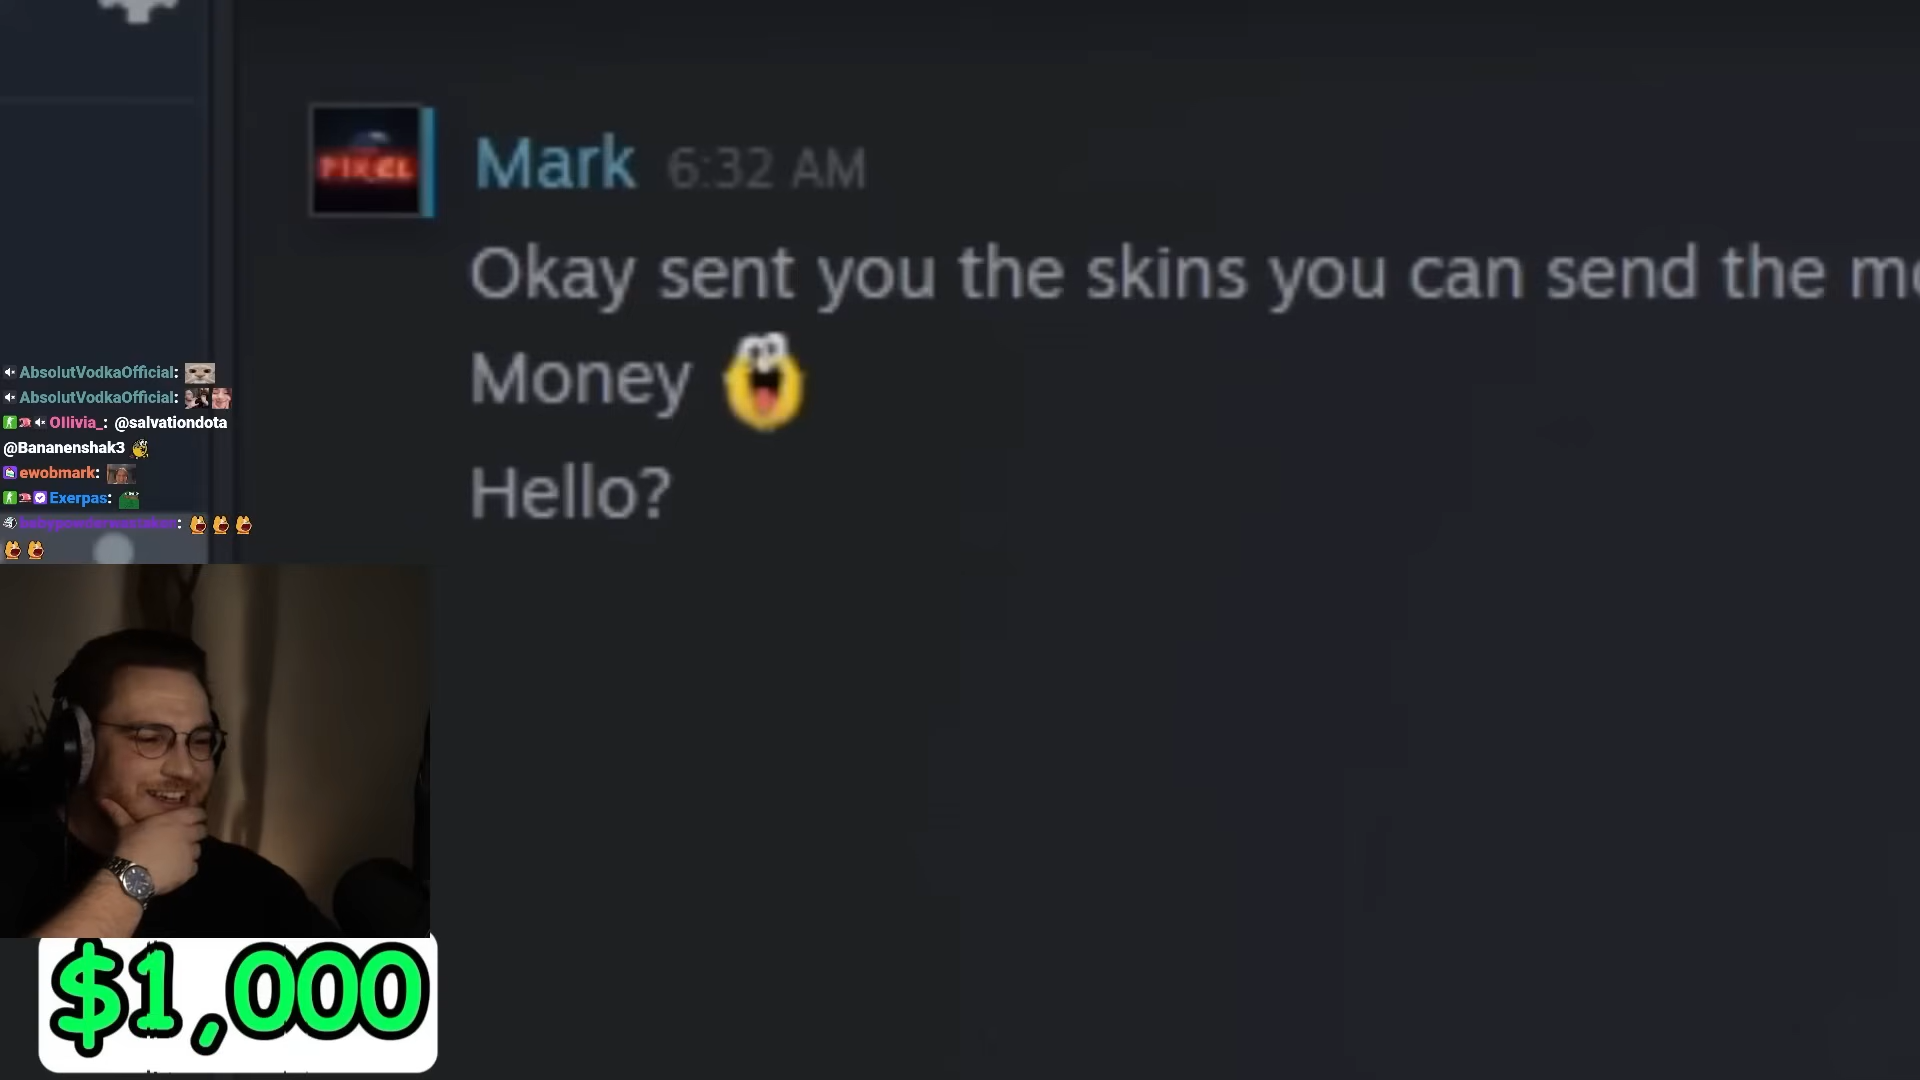 PIXEL
Mark 6:32 AM
Okay sent you the skins you can send the
Money
Hello?
AbsolutVodkaOfficial:
AbsolutVodkaOfficial:
Ollivia_: @salvationdota
@Bananenshak3
ewobmark:
Exerpas:
$1,000